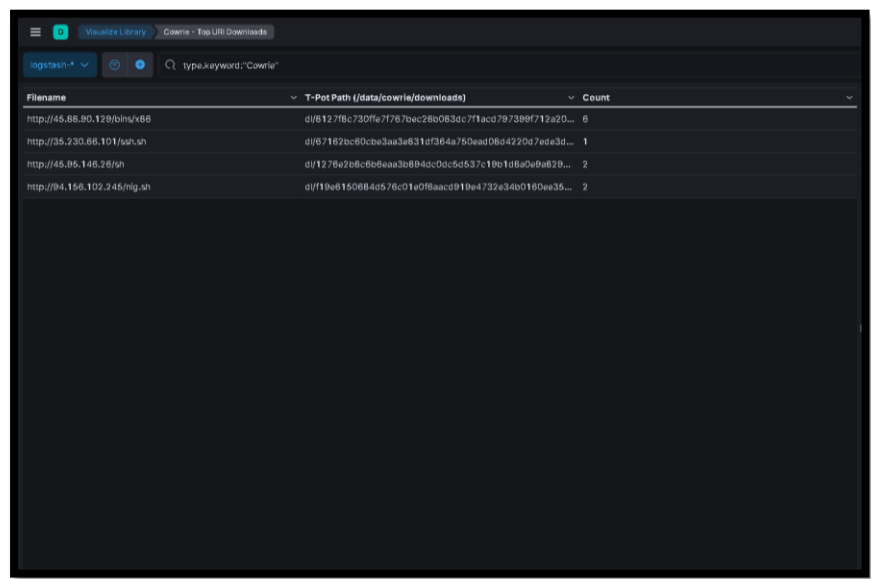 D Visualize Library Cowrie - Top URI Downloads
logstash-* type.keyword:"Cowrie"
Filename T-Pot Path (/data/cowrie/downloads) Count
http://45.88.90.129/bins/x86 6
http://35.230.66.101/ssh.sh 1
http://45.95.146.26/sh 2
http://94.156.102.245/nig.sh 2